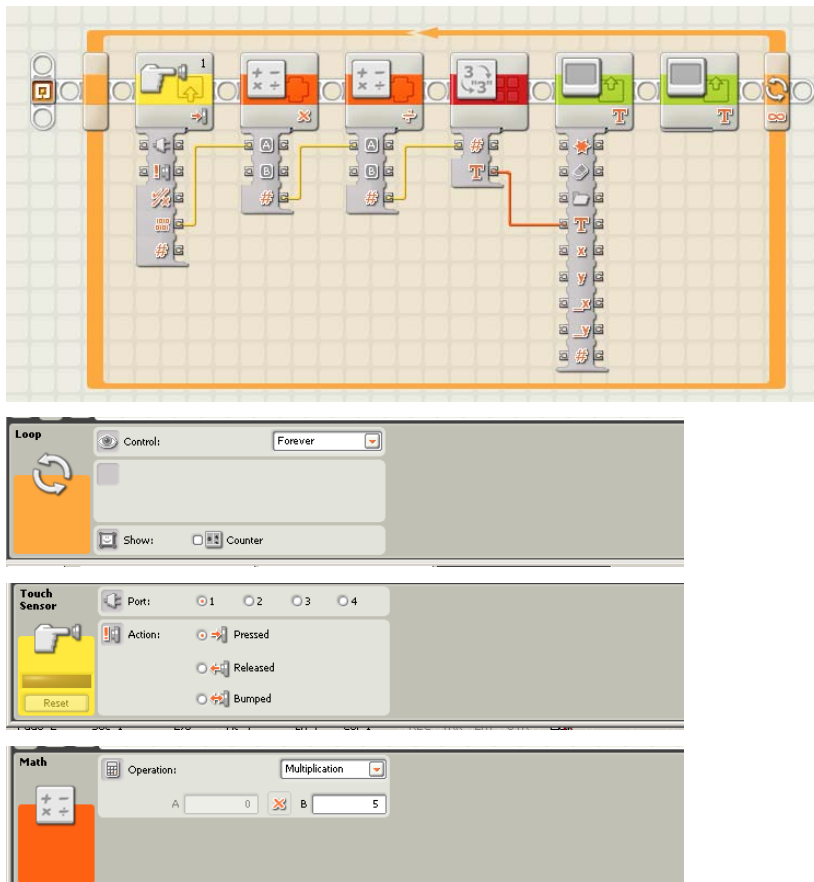 1
3
"3"
T
T
A
A
#
B
B
T
#
#
T
#
x
y
x
y
#
Loop
Control:
Forever
Show:
Counter
Touch
Sensor
Port:
1 2 3 4
Action:
Pressed
Released
Bumped
Reset
Math
Operation:
Multiplication
A 0 B 5